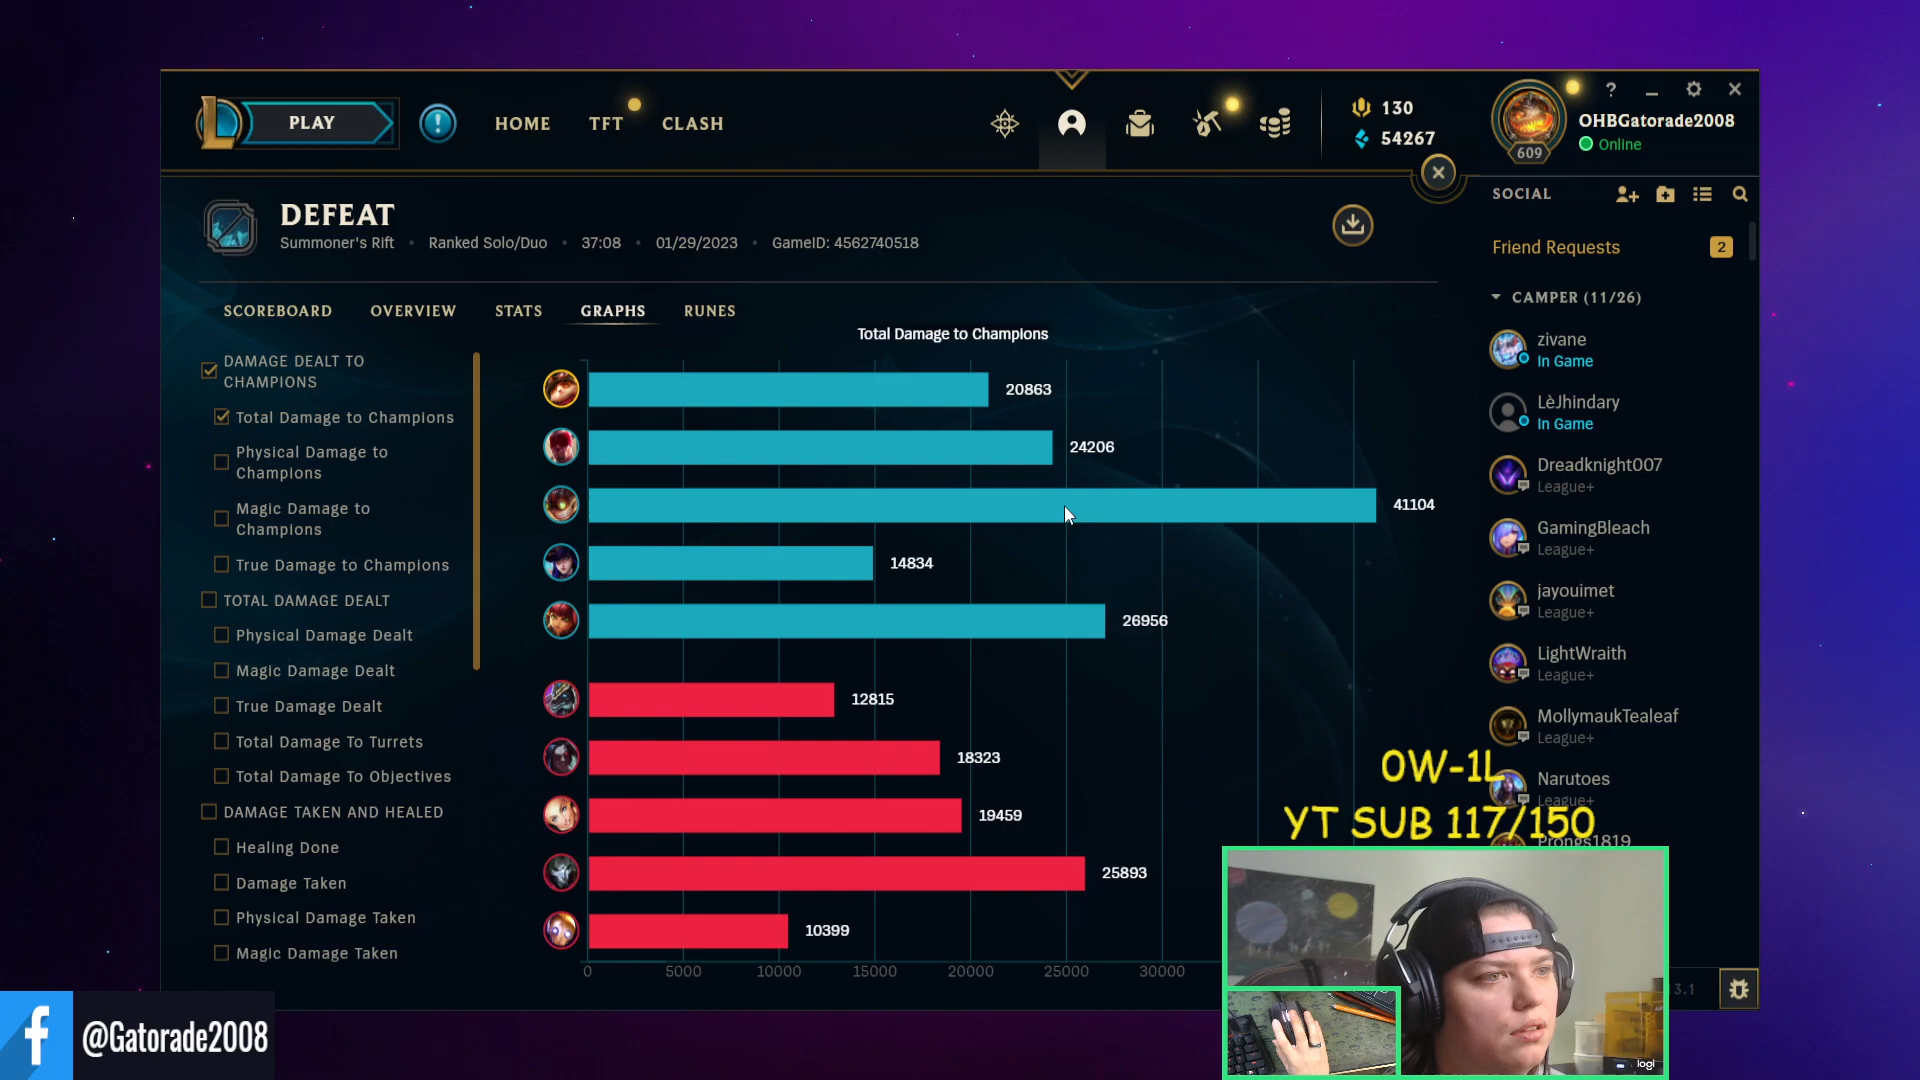 PLAY
HOME
TFT
CLASH
130
54267
609
OHBGatorade2008
Online
?
DEFEAT
Summoner's Rift • Ranked Solo/Duo • 37:08 • 01/29/2023 • GameID: 4562740518
SCOREBOARD
OVERVIEW
STATS
GRAPHS
RUNES
DAMAGE DEALT TO
CHAMPIONS
Total Damage to Champions
Physical Damage to
Champions
Magic Damage to
Champions
True Damage to Champions
TOTAL DAMAGE DEALT
Physical Damage Dealt
Magic Damage Dealt
True Damage Dealt
Total Damage To Turrets
Total Damage To Objectives
DAMAGE TAKEN AND HEALED
Healing Done
Damage Taken
Physical Damage Taken
Magic Damage Taken
Total Damage to Champions
20863
24206
41104
14834
26956
12815
18323
19459
25893
10399
0
5000
10000
15000
20000
25000
30000
SOCIAL
Friend Requests
2
CAMPER (11/26)
zivane
In Game
LèJhindary
In Game
Dreadknight007
League+
GamingBleach
League+
jayouimet
League+
LightWraith
League+
MollymaukTealeaf
League+
Narutoes
League+
Prongs1819
0W-1L
YT SUB 117/150
3.1
logi
@Gatorade2008